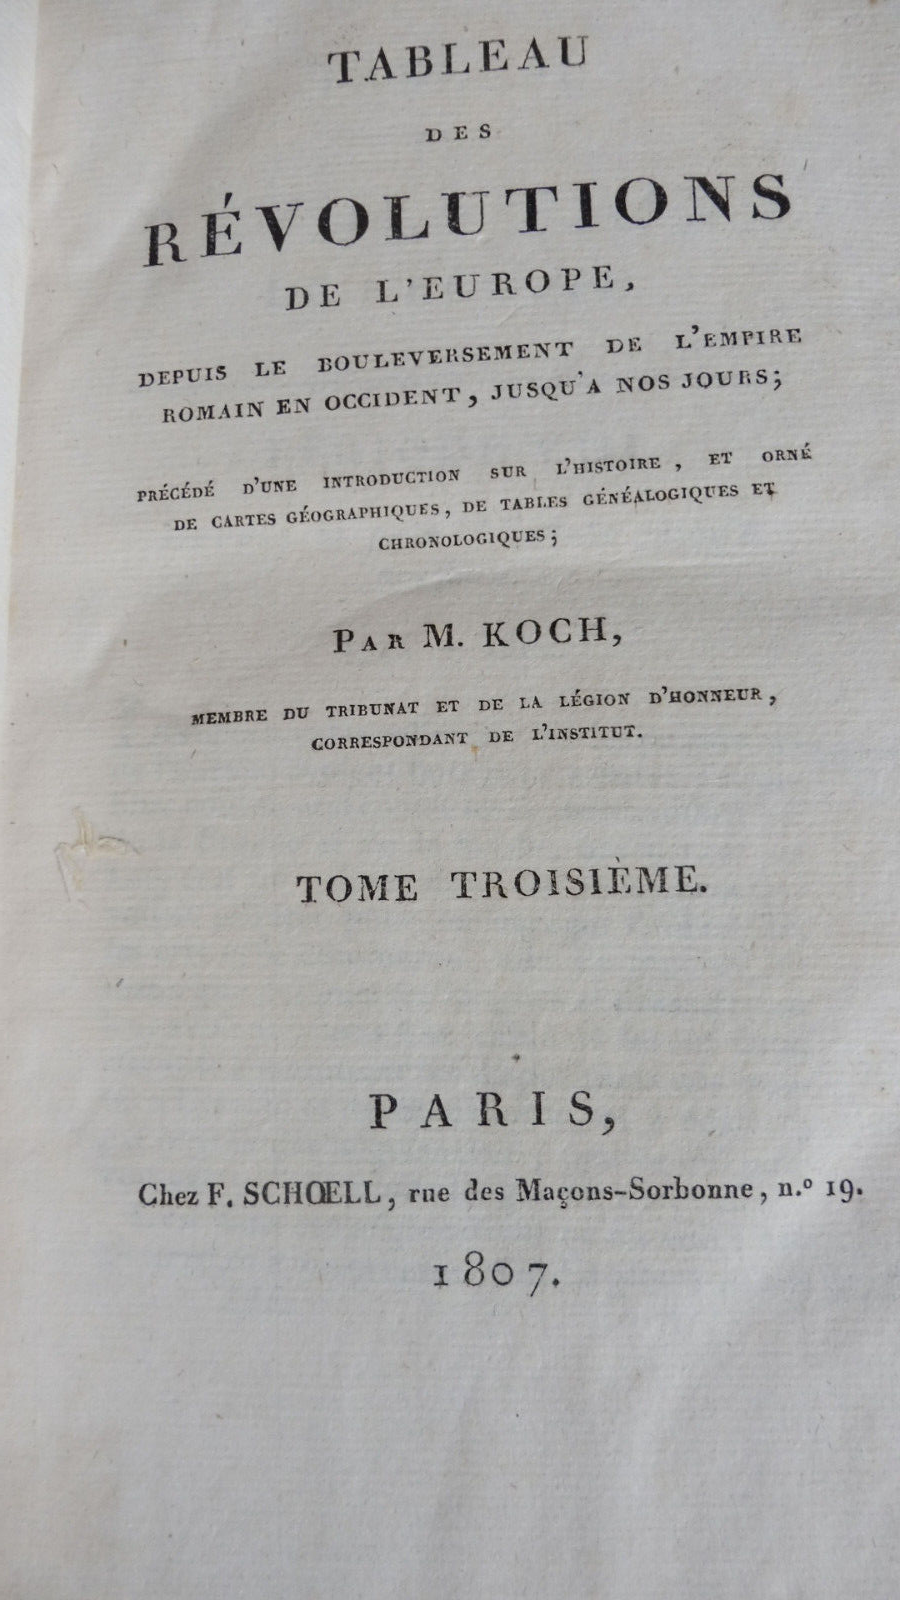 TABLEAU
DES
RÉVOLUTIONS
DE L'EUROPE,
DEPUIS LE BOULEVERSEMENT DE L'EMPIRE
ROMAIN EN OCCIDENT, JUSQU'A NOS JOURS;
PRÉCÉDÉ D'UNE INTRODUCTION SUR L'HISTOIRE, ET ORNÉ
DE CARTES GÉOGRAPHIQUES, DE TABLES GÉNÉALOGIQUES ET
CHRONOLOGIQUES;
PAR M. KOCH,
MEMBRE DU TRIBUNAT ET DE LA LÉGION D'HONNEUR,
CORRESPONDANT DE L'INSTITUT.
TOME TROISIÈME.
PARIS,
Chez F. SCHŒLL, rue des Maçons-Sorbonne, n.º 19.
1807.